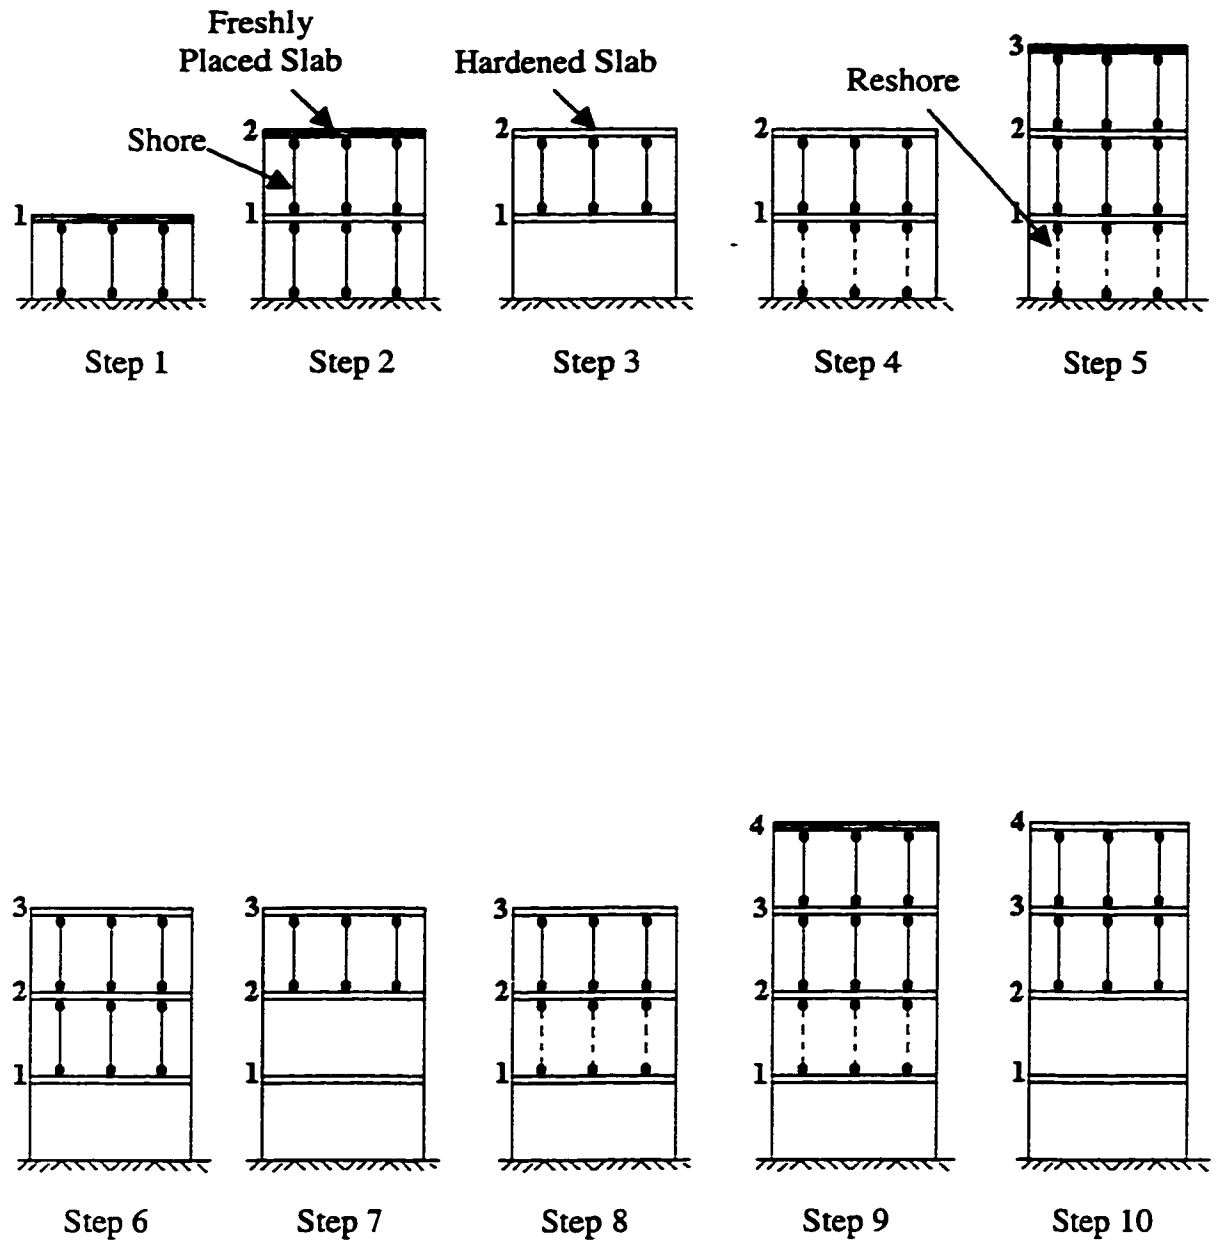 Freshly
Placed Slab
Hardened Slab
Reshore
Shore
1
2
1
2
1
2
1
3
2
1
Step 1
Step 2
Step 3
Step 4
Step 5
3
2
1
3
2
1
3
2
1
4
3
2
1
4
3
2
1
Step 6
Step 7
Step 8
Step 9
Step 10